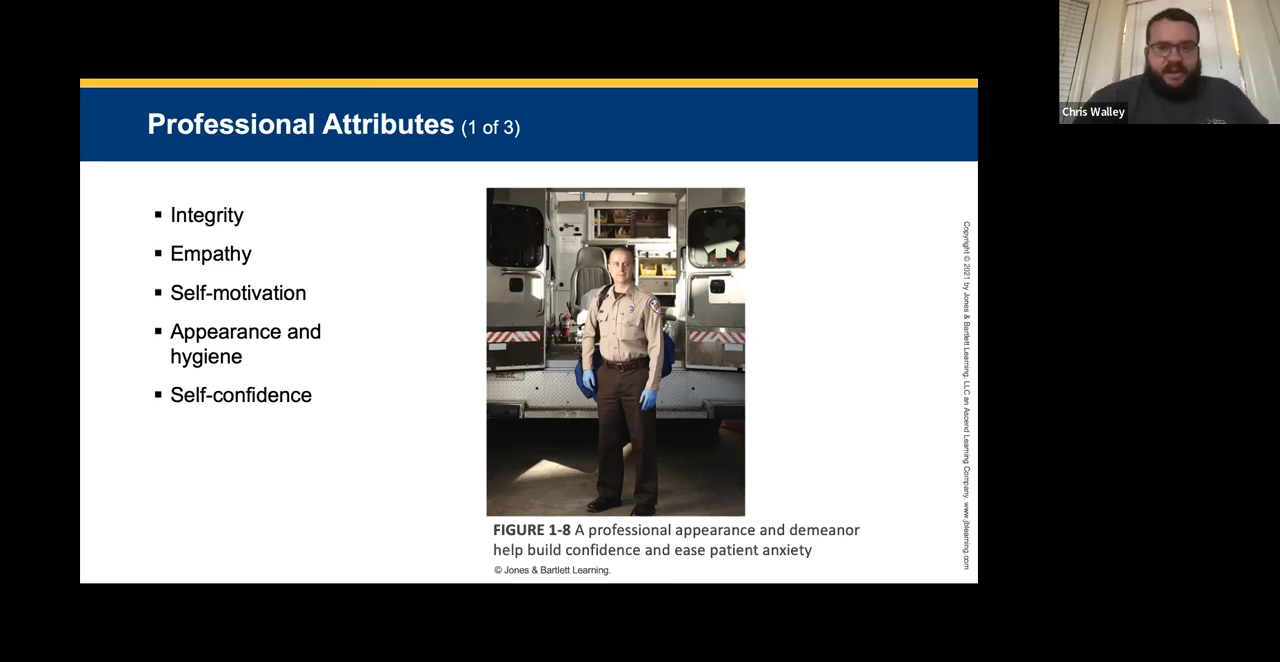 Professional Attributes (1 of 3)
Integrity
Empathy
Self-motivation
Appearance and
hygiene
Self-confidence
FIGURE 1-8 A professional appearance and demeanor
help build confidence and ease patient anxiety
© Jones & Bartlett Learning.
Copyright © 2021 by Jones & Bartlett Learning, LLC an Ascend Learning Company. www.jblearning.com
Chris Walley